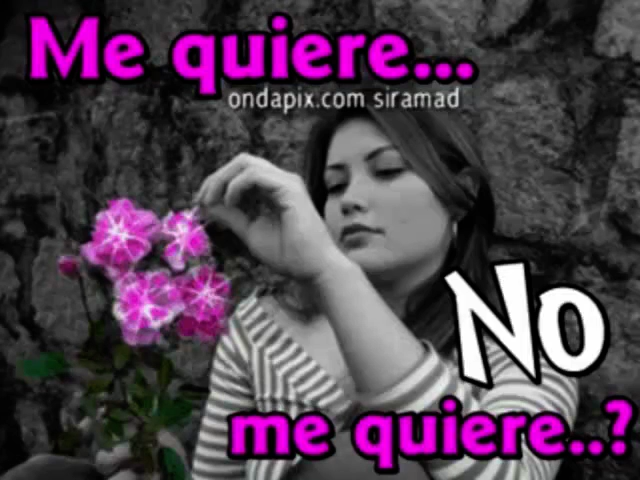 Me quiere...
ondapix.com siramad
No
me quiere..?